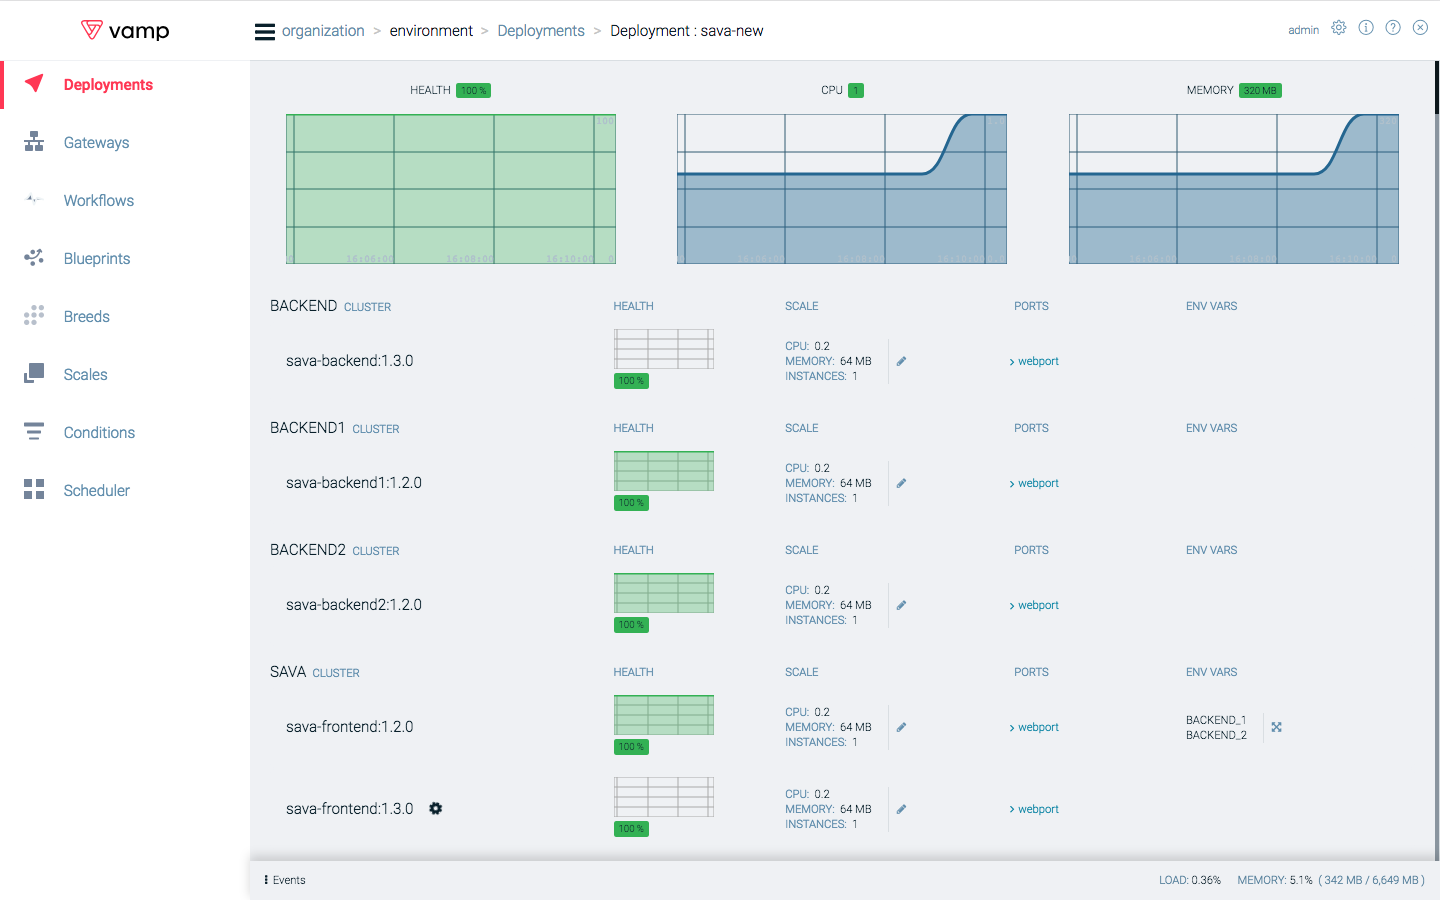 vamp
organization > environment > Deployments > Deployment : sava-new
admin
Deployments
Gateways
Workflows
Blueprints
Breeds
Scales
Conditions
Scheduler
HEALTH 100 %
CPU 1
MEMORY 320 MB
100
16:06:00 16:08:00 16:10:00 0
BACKEND CLUSTER HEALTH SCALE PORTS ENV VARS
sava-backend:1.3.0
100 %
CPU: 0.2
MEMORY: 64 MB
INSTANCES: 1
> webport
BACKEND1 CLUSTER HEALTH SCALE PORTS ENV VARS
sava-backend1:1.2.0
100 %
CPU: 0.2
MEMORY: 64 MB
INSTANCES: 1
> webport
BACKEND2 CLUSTER HEALTH SCALE PORTS ENV VARS
sava-backend2:1.2.0
100 %
CPU: 0.2
MEMORY: 64 MB
INSTANCES: 1
> webport
SAVA CLUSTER HEALTH SCALE PORTS ENV VARS
sava-frontend:1.2.0
100 %
CPU: 0.2
MEMORY: 64 MB
INSTANCES: 1
> webport
BACKEND_1
BACKEND_2
sava-frontend:1.3.0
100 %
CPU: 0.2
MEMORY: 64 MB
INSTANCES: 1
> webport
Events
LOAD: 0.36% MEMORY: 5.1% ( 342 MB / 6,649 MB )